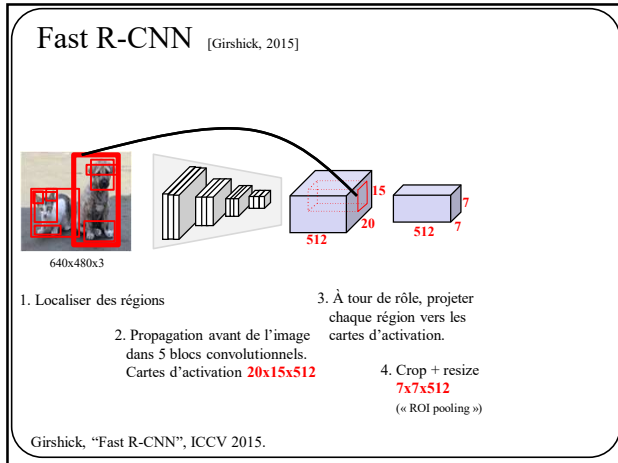 Fast R-CNN [Girshick, 2015]
640x480x3
15
20
512
7
7
512
1. Localiser des régions
2. Propagation avant de l’image
dans 5 blocs convolutionnels.
Cartes d’activation 20x15x512
3. À tour de rôle, projeter
chaque région vers les
cartes d’activation.
4. Crop + resize
7x7x512
(« ROI pooling »)
Girshick, “Fast R-CNN”, ICCV 2015.